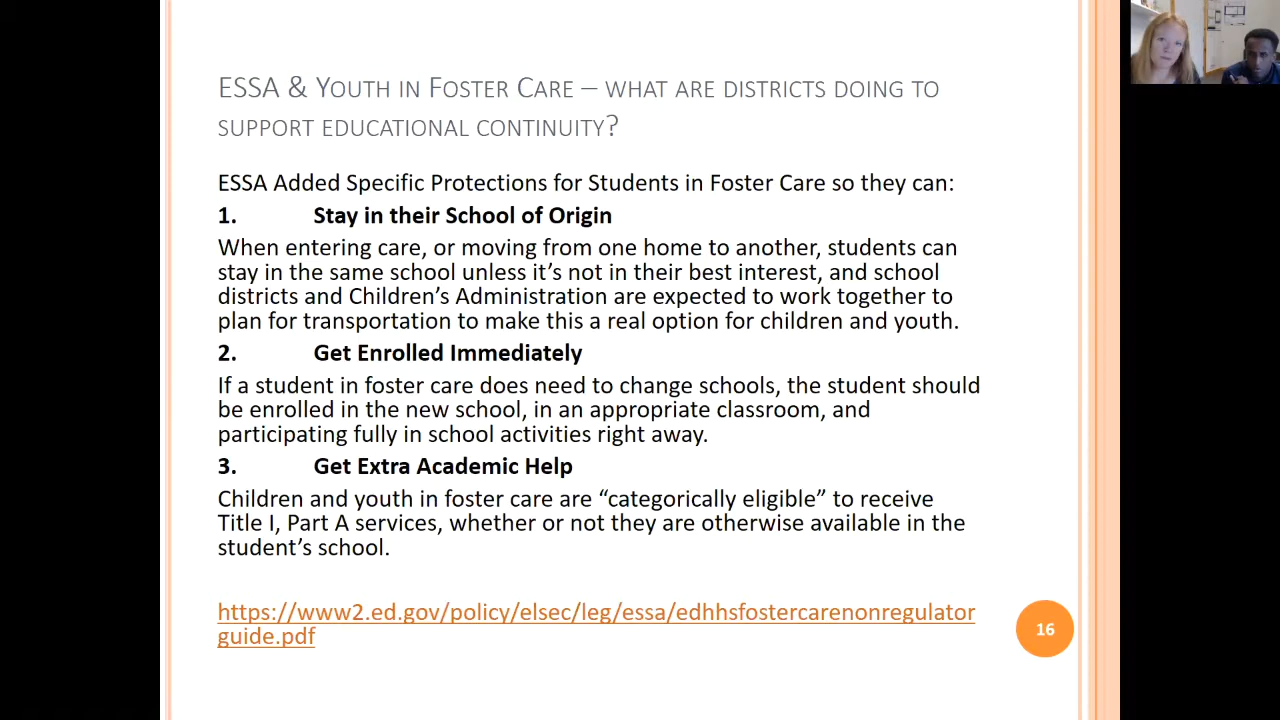 ESSA & YOUTH IN FOSTER CARE – WHAT ARE DISTRICTS DOING TO
SUPPORT EDUCATIONAL CONTINUITY?
ESSA Added Specific Protections for Students in Foster Care so they can:
1. Stay in their School of Origin
When entering care, or moving from one home to another, students can
stay in the same school unless it’s not in their best interest, and school
districts and Children’s Administration are expected to work together to
plan for transportation to make this a real option for children and youth.
2. Get Enrolled Immediately
If a student in foster care does need to change schools, the student should
be enrolled in the new school, in an appropriate classroom, and
participating fully in school activities right away.
3. Get Extra Academic Help
Children and youth in foster care are “categorically eligible” to receive
Title I, Part A services, whether or not they are otherwise available in the
student’s school.
https://www2.ed.gov/policy/elsec/leg/essa/edhhsfostercarenonregulator
guide.pdf
16